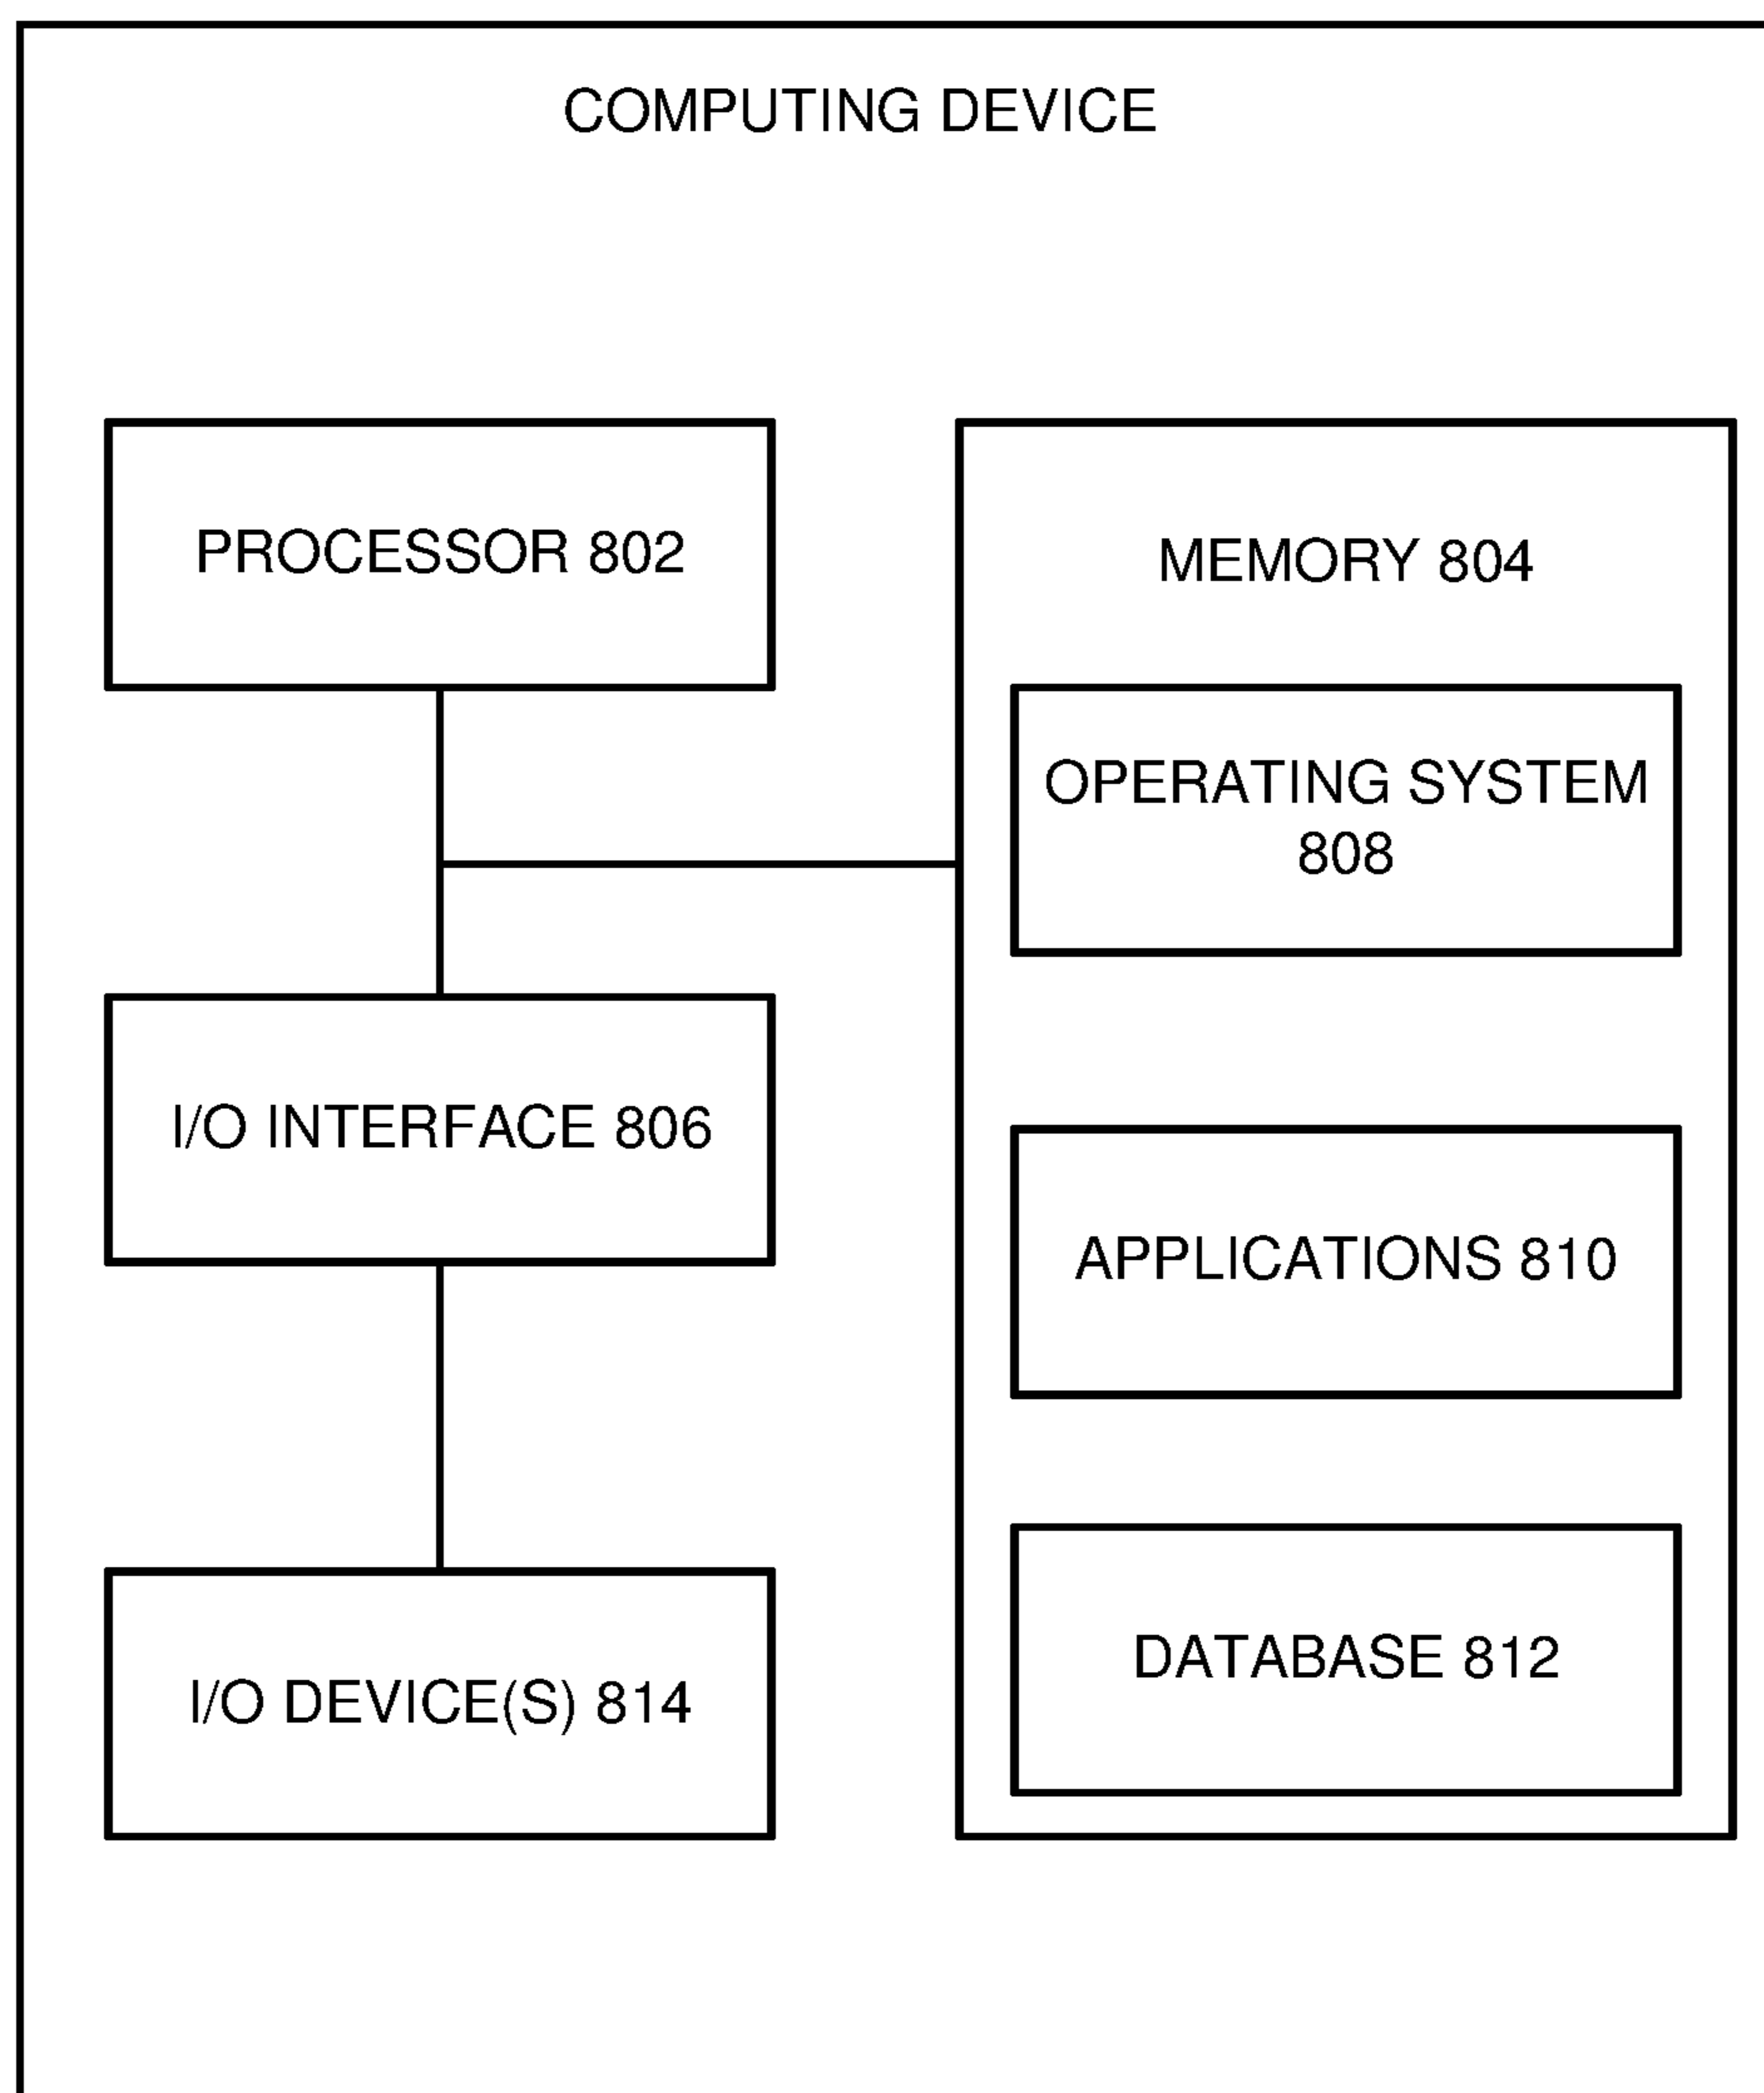 COMPUTING DEVICE
PROCESSOR 802
MEMORY 804
OPERATING SYSTEM
808
I/O INTERFACE 806
APPLICATIONS 810
I/O DEVICE(S) 814
DATABASE 812